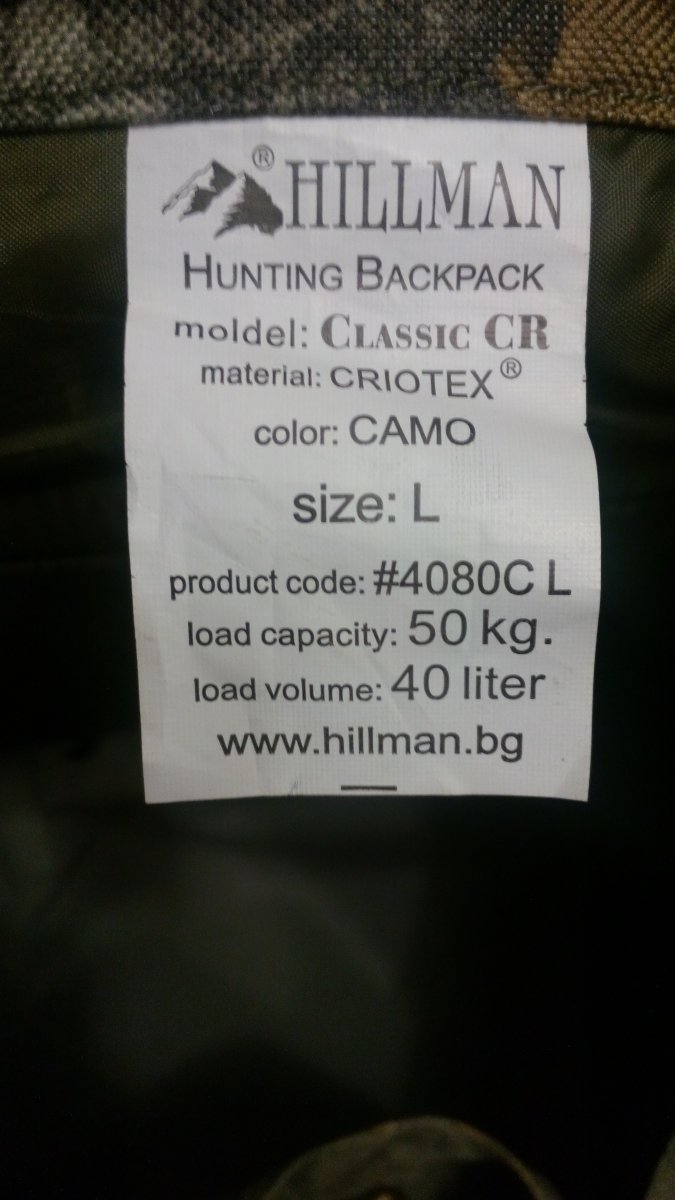 ® HILLMAN
HUNTING BACKPACK
moldel: CLASSIC CR
material: CRIOTEX®
color: CAMO
size: L
product code: #4080C L
load capacity: 50 kg.
load volume: 40 liter
www.hillman.bg